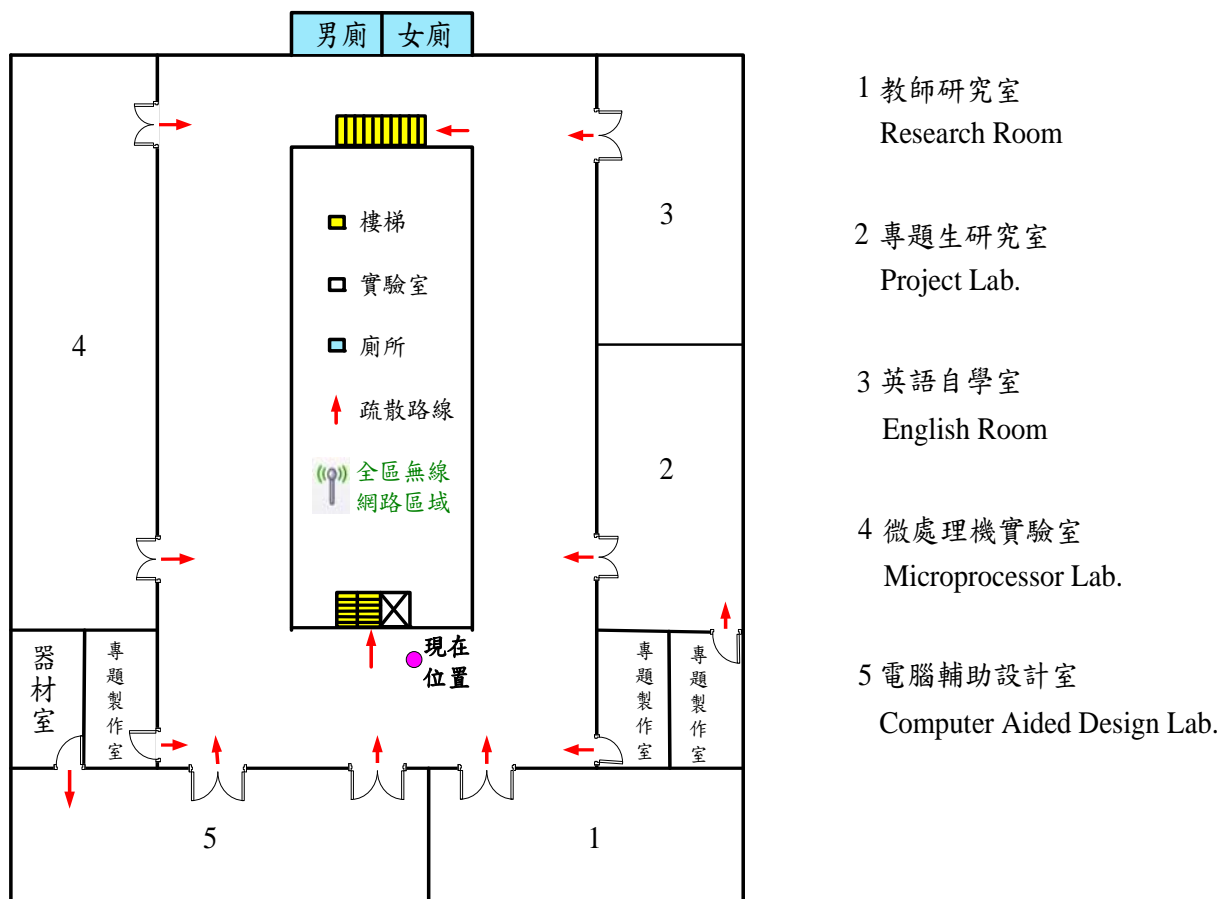 男廁 女廁
4
3
2
樓梯
實驗室
廁所
疏散路線
全區無線
網路區域
現在
位置
器材室
專題製作室
專題製作室
專題製作室
5
1
1 教師研究室
Research Room
2 專題生研究室
Project Lab.
3 英語自學室
English Room
4 微處理機實驗室
Microprocessor Lab.
5 電腦輔助設計室
Computer Aided Design Lab.